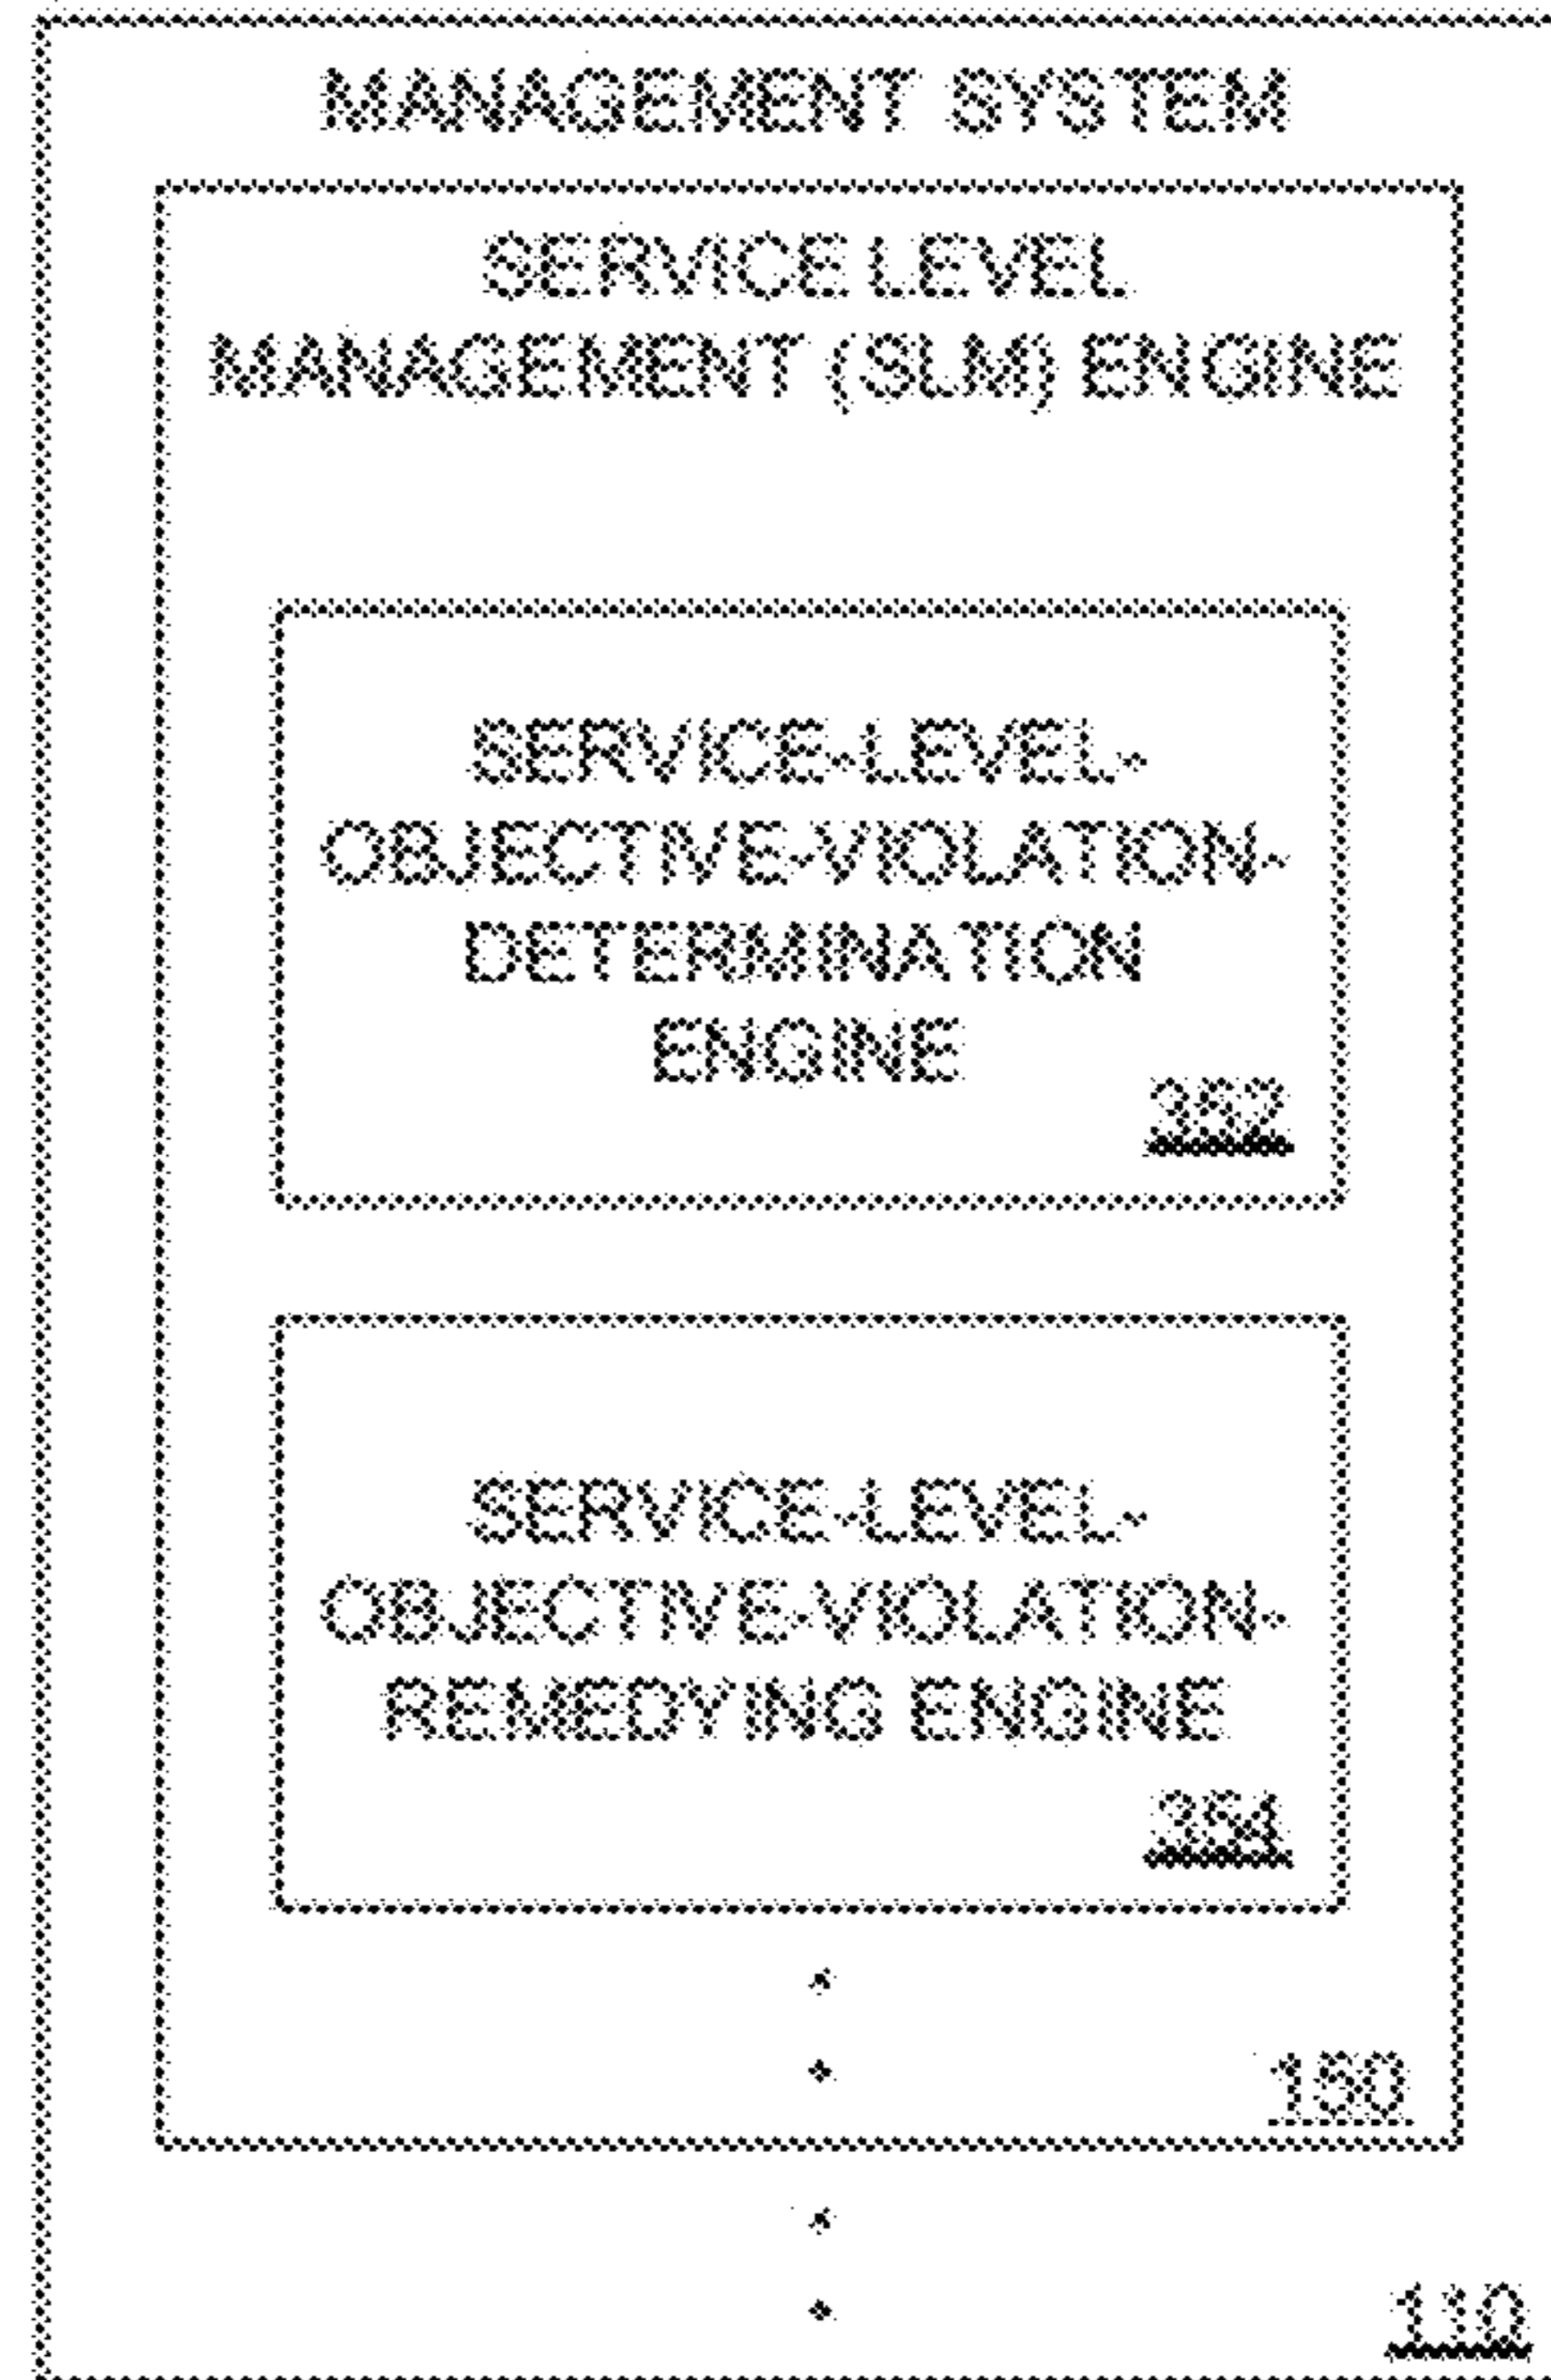 MANAGEMENT SYSTEM
SERVICE LEVEL
MANAGEMENT (SLM) ENGINE
SERVICE-LEVEL-
OBJECTIVE-VIOLATION-
DETERMINATION
ENGINE
352
SERVICE-LEVEL-
OBJECTIVE-VIOLATION-
REMEDYING ENGINE
354
150
110